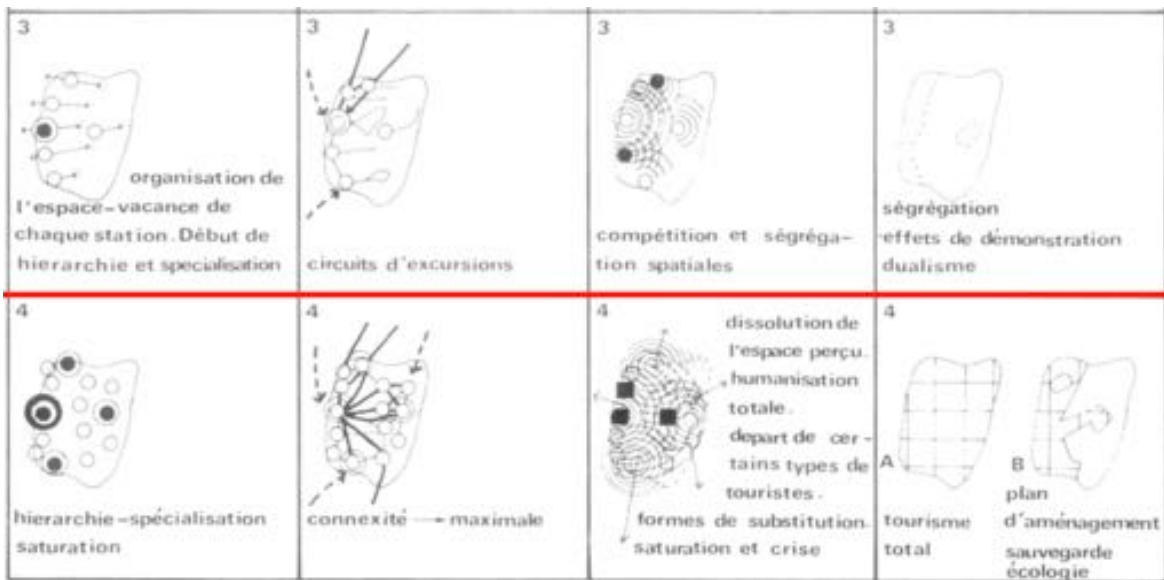 3
organisation de
l'espace-vacance de
chaque station. Début de
hierarchie et specialisation
3
circuits d'excursions
3
compétition et ségréga-
tion spatiales
3
ségrégation
effets de démonstration
dualisme
4
hierarchie-spécialisation
saturation
4
connexité → maximale
4
dissolution de
l'espace perçu.
humanisation
totale.
depart de cer-
tains types de
touristes.
formes de substitution.
saturation et crise
4
A
tourisme
total
B
plan
d'aménagement
sauvegarde
écologie